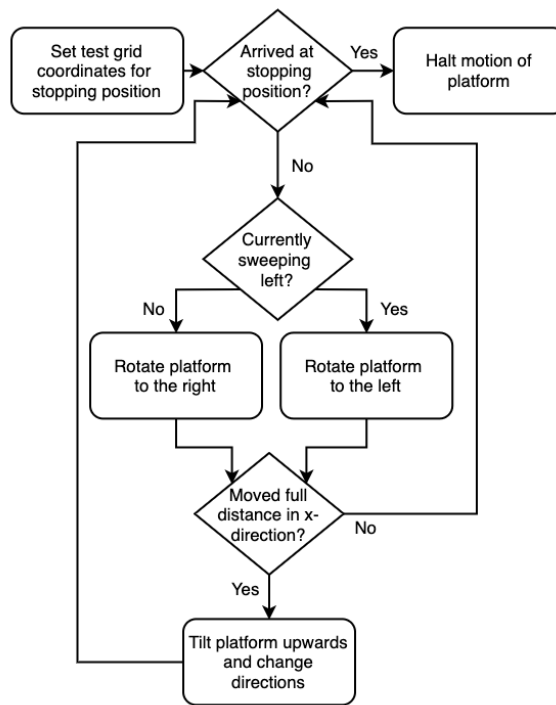 Set test grid
coordinates for
stopping position
Arrived at
stopping
position?
Yes
Halt motion of
platform
No
Currently
sweeping
left?
No
Yes
Rotate platform
to the right
Rotate platform
to the left
Moved full
distance in x-
direction?
No
Yes
Tilt platform upwards
and change
directions